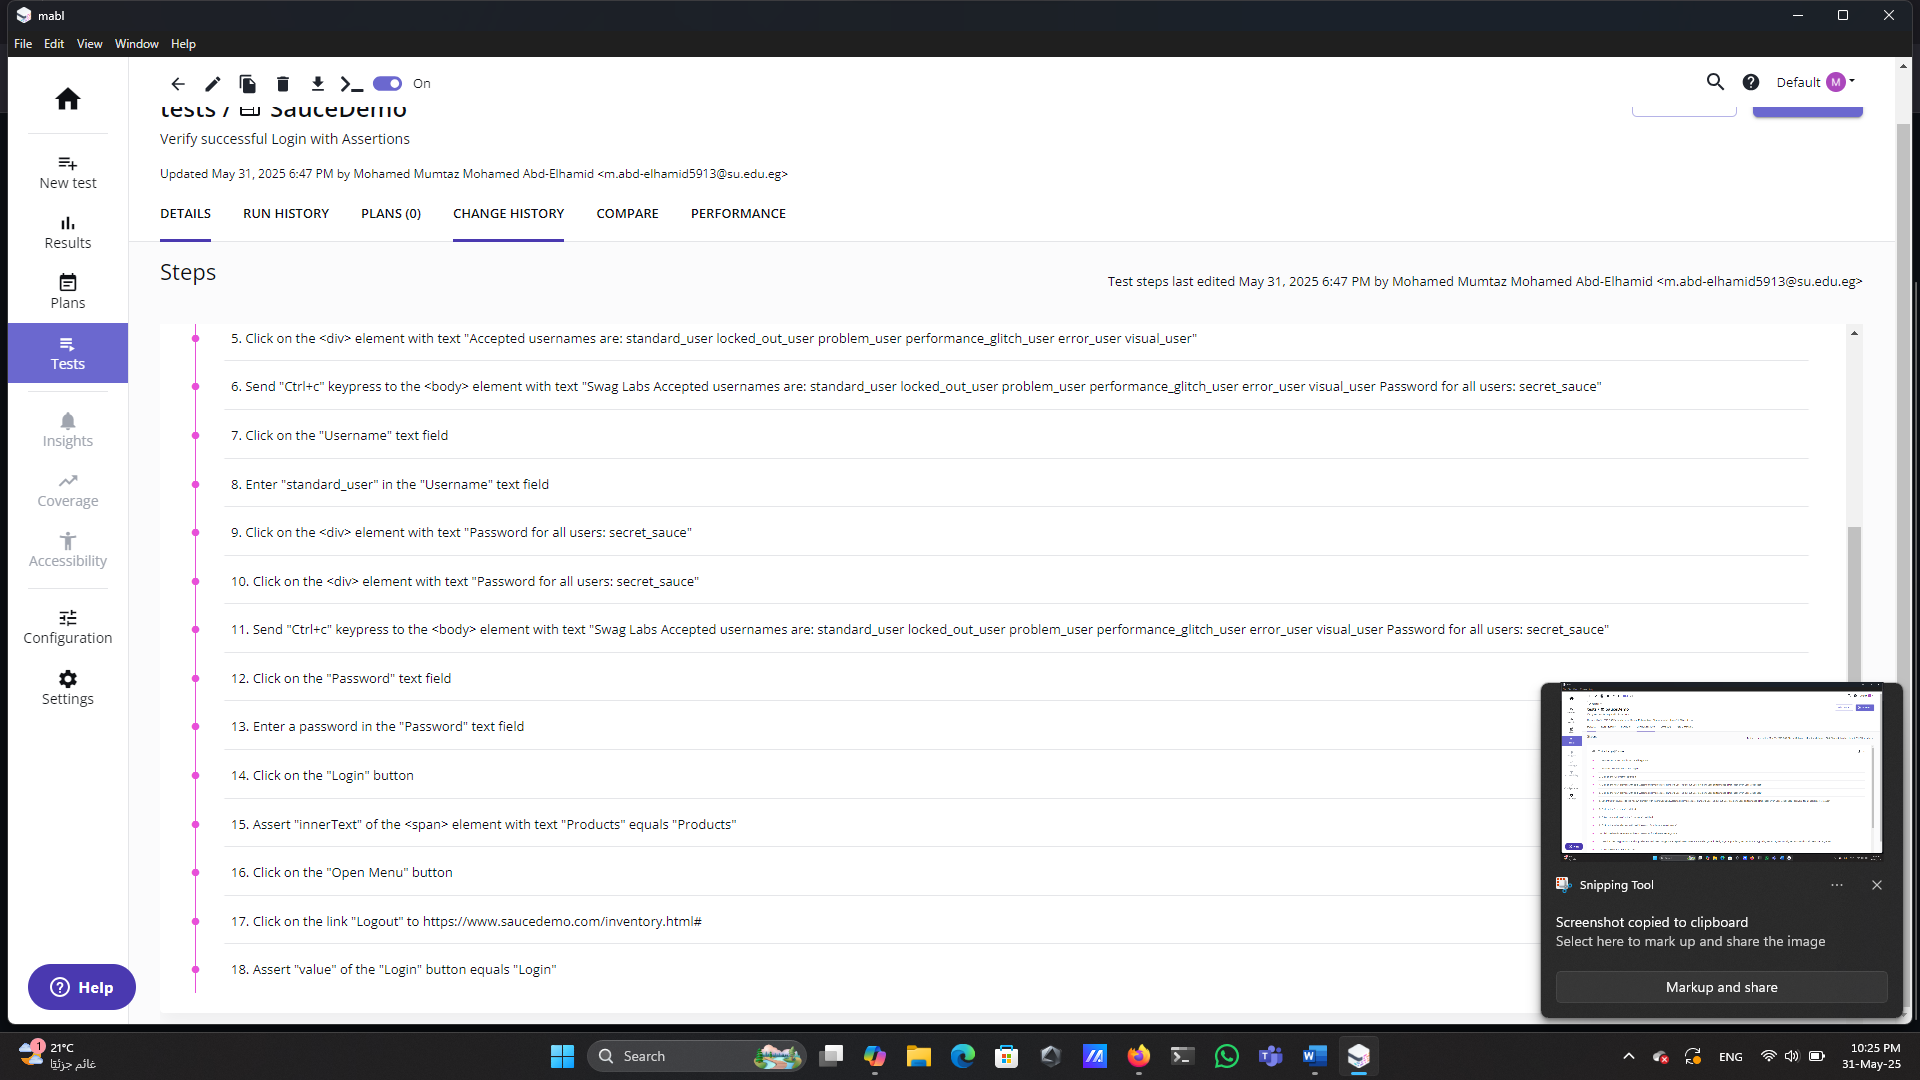 mabl
File Edit View Window Help
On
Default M
tests / SauceDemo
Verify successful Login with Assertions
Updated May 31, 2025 6:47 PM by Mohamed Mumtaz Mohamed Abd-Elhamid <m.abd-elhamid5913@su.edu.eg>
DETAILS RUN HISTORY PLANS (0) CHANGE HISTORY COMPARE PERFORMANCE
New test
Results
Plans
Tests
Insights
Coverage
Accessibility
Configuration
Settings
Help
Steps
Test steps last edited May 31, 2025 6:47 PM by Mohamed Mumtaz Mohamed Abd-Elhamid <m.abd-elhamid5913@su.edu.eg>
5. Click on the <div> element with text "Accepted usernames are: standard_user locked_out_user problem_user performance_glitch_user error_user visual_user"
6. Send "Ctrl+c" keypress to the <body> element with text "Swag Labs Accepted usernames are: standard_user locked_out_user problem_user performance_glitch_user error_user visual_user Password for all users: secret_sauce"
7. Click on the "Username" text field
8. Enter "standard_user" in the "Username" text field
9. Click on the <div> element with text "Password for all users: secret_sauce"
10. Click on the <div> element with text "Password for all users: secret_sauce"
11. Send "Ctrl+c" keypress to the <body> element with text "Swag Labs Accepted usernames are: standard_user locked_out_user problem_user performance_glitch_user error_user visual_user Password for all users: secret_sauce"
12. Click on the "Password" text field
13. Enter a password in the "Password" text field
14. Click on the "Login" button
15. Assert "innerText" of the <span> element with text "Products" equals "Products"
16. Click on the "Open Menu" button
17. Click on the link "Logout" to https://www.saucedemo.com/inventory.html#
18. Assert "value" of the "Login" button equals "Login"
Snipping Tool
Screenshot copied to clipboard
Select here to mark up and share the image
Markup and share
1
21°C
غائم جزئيًا
Search
ENG
10:25 PM
31-May-25